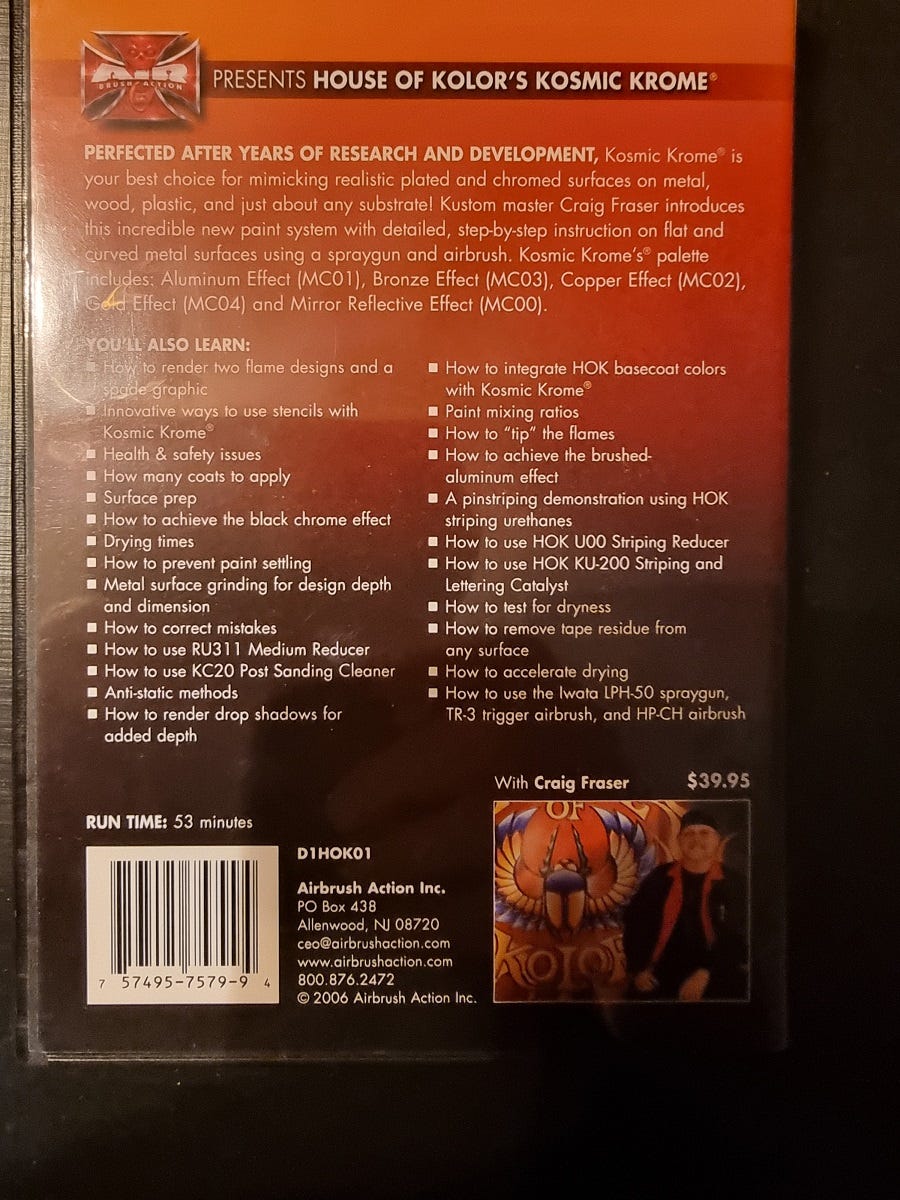 AIR
BRUSH ACTION
PRESENTS HOUSE OF KOLOR'S KOSMIC KROME®
PERFECTED AFTER YEARS OF RESEARCH AND DEVELOPMENT, Kosmic Krome® is
your best choice for mimicking realistic plated and chromed surfaces on metal,
wood, plastic, and just about any substrate! Kustom master Craig Fraser introduces
this incredible new paint system with detailed, step-by-step instruction on flat and
curved metal surfaces using a spraygun and airbrush. Kosmic Krome's® palette
includes: Aluminum Effect (MC01), Bronze Effect (MC03), Copper Effect (MC02),
Gold Effect (MC04) and Mirror Reflective Effect (MC00).
YOU'LL ALSO LEARN:
■ How to render two flame designs and a
spade graphic
■ Innovative ways to use stencils with
Kosmic Krome®
■ Health & safety issues
■ How many coats to apply
■ Surface prep
■ How to achieve the black chrome effect
■ Drying times
■ How to prevent paint settling
■ Metal surface grinding for design depth
and dimension
■ How to correct mistakes
■ How to use RU311 Medium Reducer
■ How to use KC20 Post Sanding Cleaner
■ Anti-static methods
■ How to render drop shadows for
added depth
■ How to integrate HOK basecoat colors
with Kosmic Krome®
■ Paint mixing ratios
■ How to "tip" the flames
■ How to achieve the brushed-
aluminum effect
■ A pinstriping demonstration using HOK
striping urethanes
■ How to use HOK U00 Striping Reducer
■ How to use HOK KU-200 Striping and
Lettering Catalyst
■ How to test for dryness
■ How to remove tape residue from
any surface
■ How to accelerate drying
■ How to use the Iwata LPH-50 spraygun,
TR-3 trigger airbrush, and HP-CH airbrush
With Craig Fraser $39.95
RUN TIME: 53 minutes
D1HOK01
Airbrush Action Inc.
PO Box 438
Allenwood, NJ 08720
ceo@airbrushaction.com
www.airbrushaction.com
800.876.2472
© 2006 Airbrush Action Inc.
7 57495-7579-9 4
OF
KOLOR